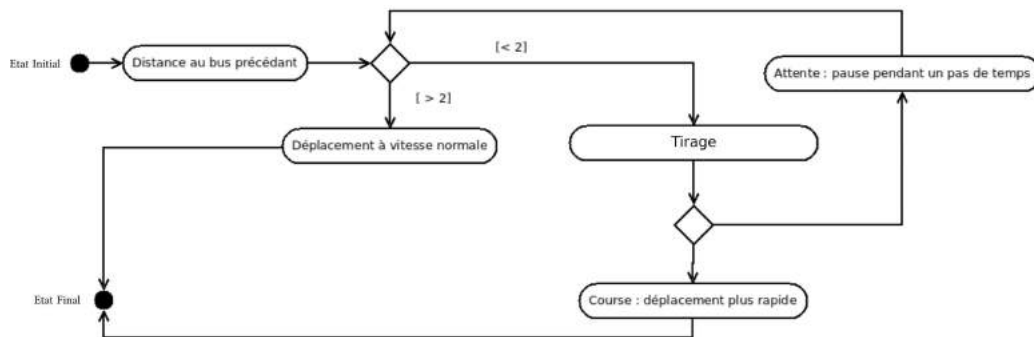 Etat Initial
Distance au bus précédant
[< 2]
Attente : pause pendant un pas de temps
[ > 2]
Déplacement à vitesse normale
Tirage
Etat Final
Course : déplacement plus rapide